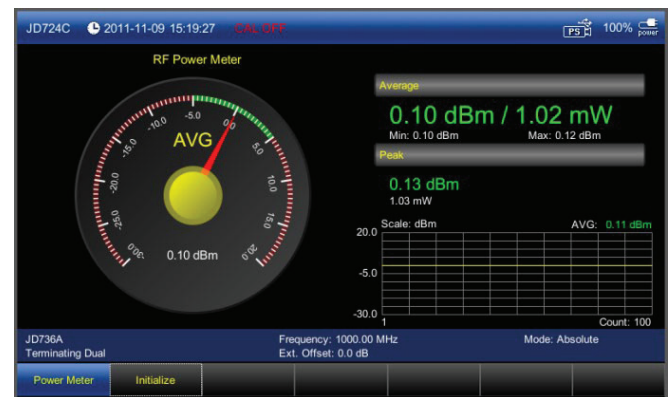 JD724C 2011-11-09 15:19:27 CAL OFF PS 100% power
RF Power Meter
-30.0 -25.0 -20.0 -15.0 -10.0 -5.0 0.0 5.0 10.0 15.0 20.0
AVG
0.10 dBm
Average
0.10 dBm / 1.02 mW
Min: 0.10 dBm Max: 0.12 dBm
Peak
0.13 dBm
1.03 mW
Scale: dBm AVG: 0.11 dBm
20.0
-5.0
-30.0
1 Count: 100
JD736A Frequency: 1000.00 MHz Mode: Absolute
Terminating Dual Ext. Offset: 0.0 dB
Power Meter Initialize